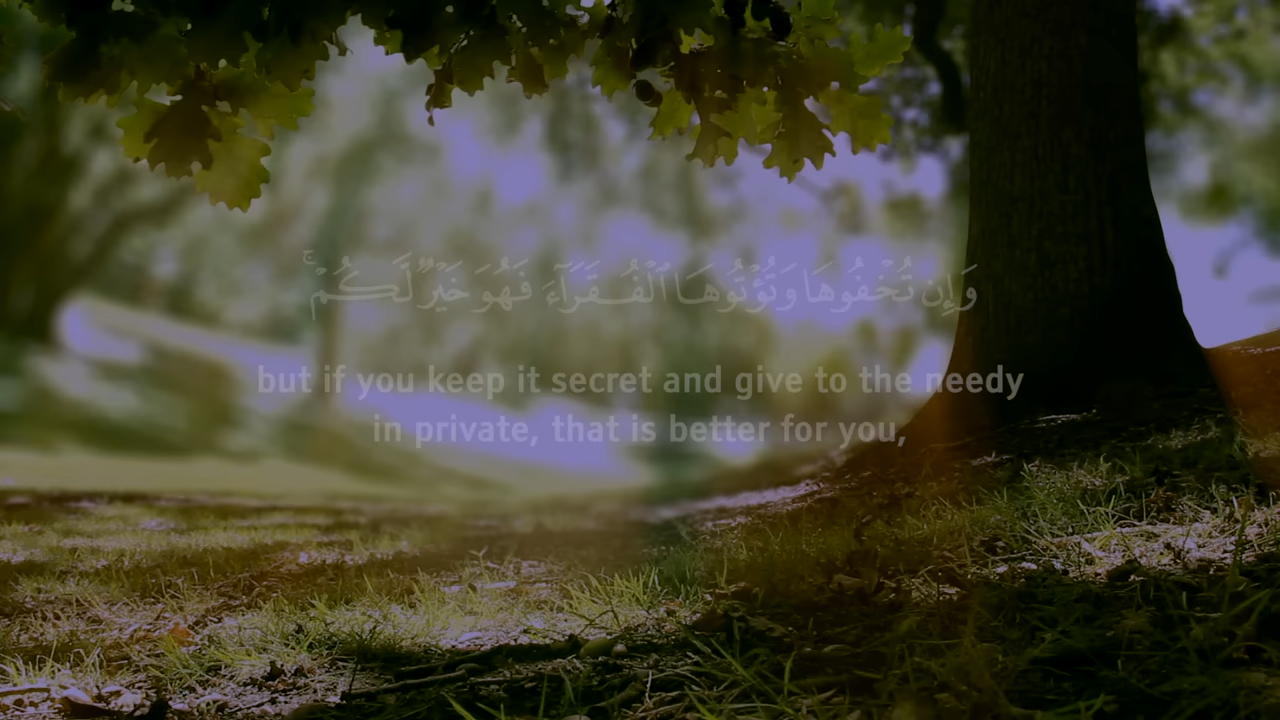 وَإِن تُخْفُوهَا وَتُؤْتُوهَا ٱلْفُقَرَآءَ فَهُوَ خَيْرٌ لَّكُمْ ۚ
but if you keep it secret and give to the needy
in private, that is better for you,